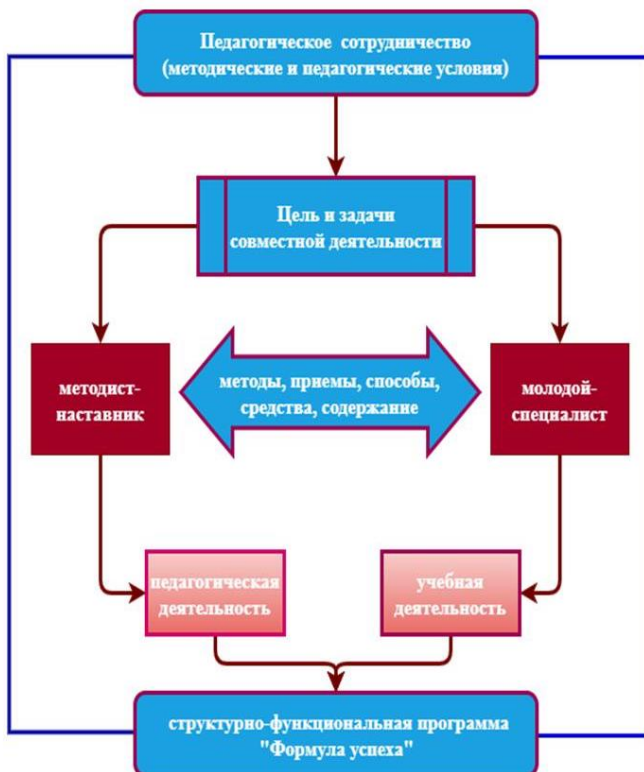 Педагогическое сотрудничество
(методические и педагогические условия)
Цель и задачи
совместной деятельности
методист-
наставник
методы, приемы, способы,
средства, содержание
молодой-
специалист
педагогическая
деятельность
учебная
деятельность
структурно-функциональная программа
"Формула успеха"